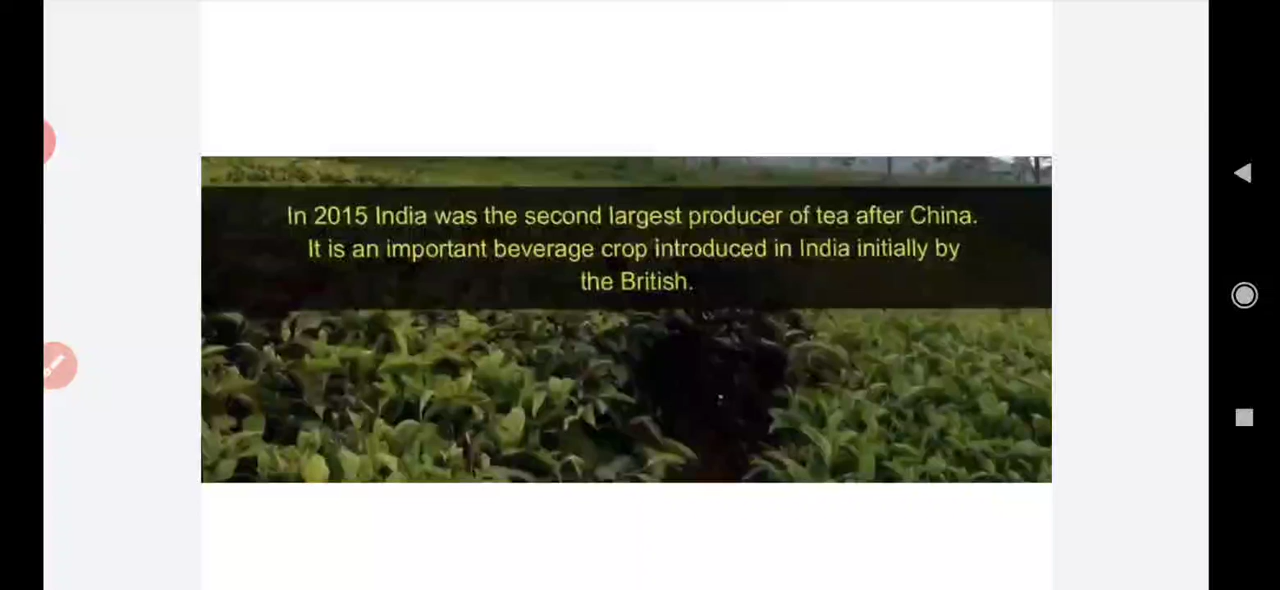 In 2015 India was the second largest producer of tea after China.
It is an important beverage crop introduced in India initially by
the British.